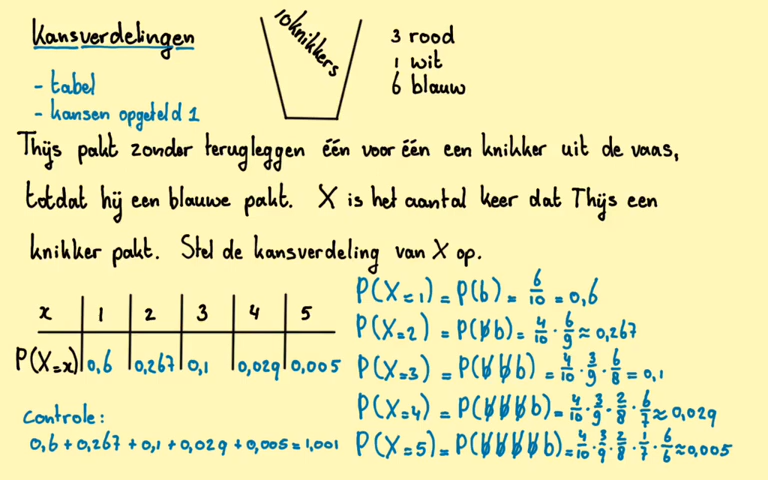 Kansverdelingen
- tabel
- kansen opgeteld 1
10 knikkers
3 rood
1 wit
6 blauw
Thijs pakt zonder terugleggen één voor één een knikker uit de vaas,
totdat hij een blauwe pakt. X is het aantal keer dat Thijs een
knikker pakt. Stel de kansverdeling van X op.
x 1 2 3 4 5
P(X=x) 0,6 0,267 0,1 0,029 0,005
Controle:
0,6 + 0,267 + 0,1 + 0,029 + 0,005 = 1,001
P(X=1) = P(b) = 6/10 = 0,6
P(X=2) = P(b̸b) = 4/10 · 6/9 ≈ 0,267
P(X=3) = P(b̸b̸b) = 4/10 · 3/9 · 6/8 = 0,1
P(X=4) = P(b̸b̸b̸b) = 4/10 · 3/9 · 2/8 · 6/7 ≈ 0,029
P(X=5) = P(b̸b̸b̸b̸b) = 4/10 · 3/9 · 2/8 · 1/7 · 6/6 ≈ 0,005